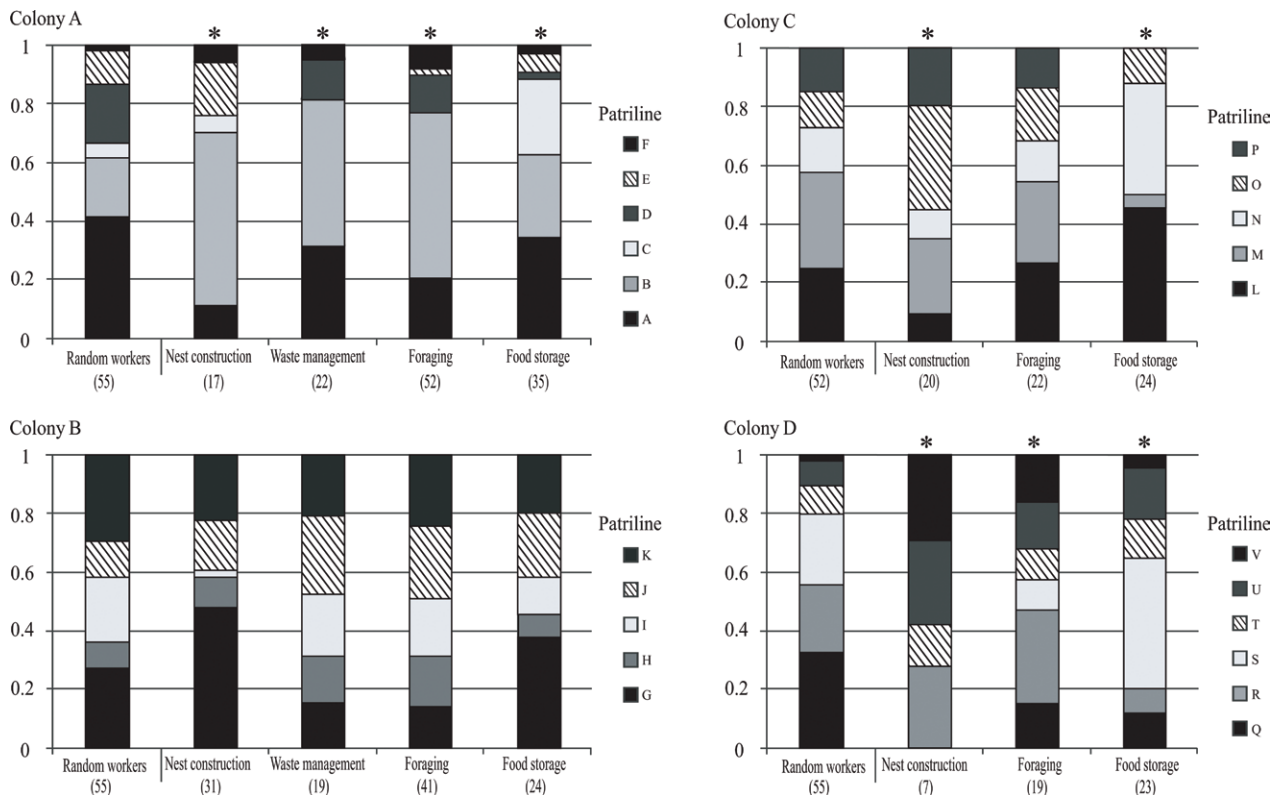 Colony A
* * * *
1
0.8
0.6
0.4
0.2
0
Random workers Nest construction Waste management Foraging Food storage
(55) (17) (22) (52) (35)
Patriline
F
E
D
C
B
A
Colony C
* *
1
0.8
0.6
0.4
0.2
0
Random workers Nest construction Foraging Food storage
(52) (20) (22) (24)
Patriline
P
O
N
M
L
Colony B
1
0.8
0.6
0.4
0.2
0
Random workers Nest construction Waste management Foraging Food storage
(55) (31) (19) (41) (24)
Patriline
K
J
I
H
G
Colony D
* * *
1
0.8
0.6
0.4
0.2
0
Random workers Nest construction Foraging Food storage
(55) (7) (19) (23)
Patriline
V
U
T
S
R
Q